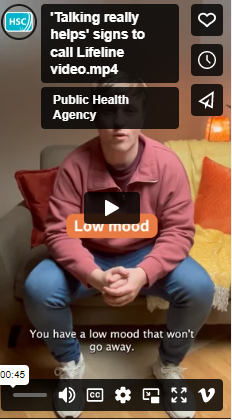 HSC
'Talking really
helps' signs to
call Lifeline
video.mp4
Public Health
Agency
Low mood
You have a low mood that won't
go away.
00:45
CC